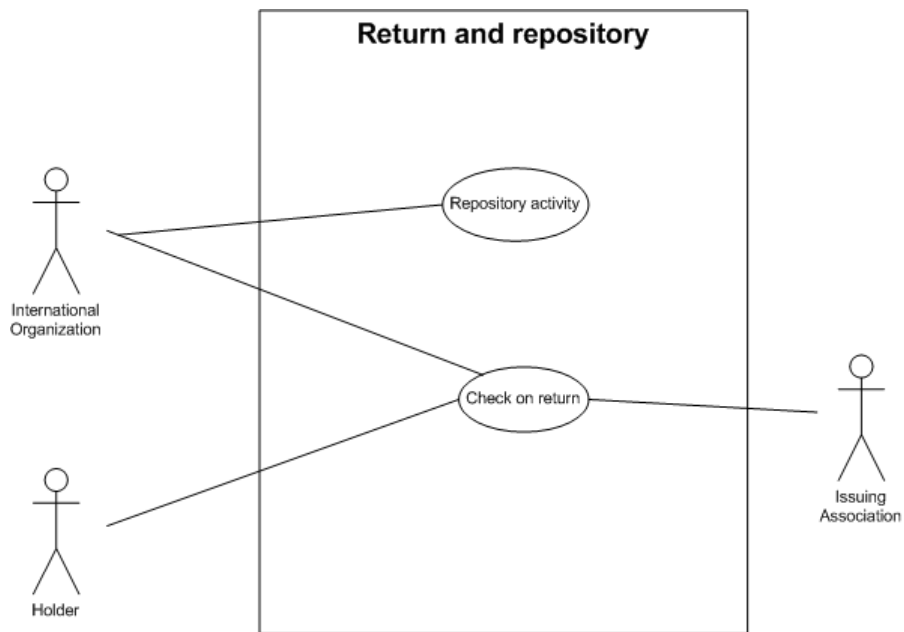 Return and repository
Repository activity
International
Organization
Check on return
Issuing
Association
Holder